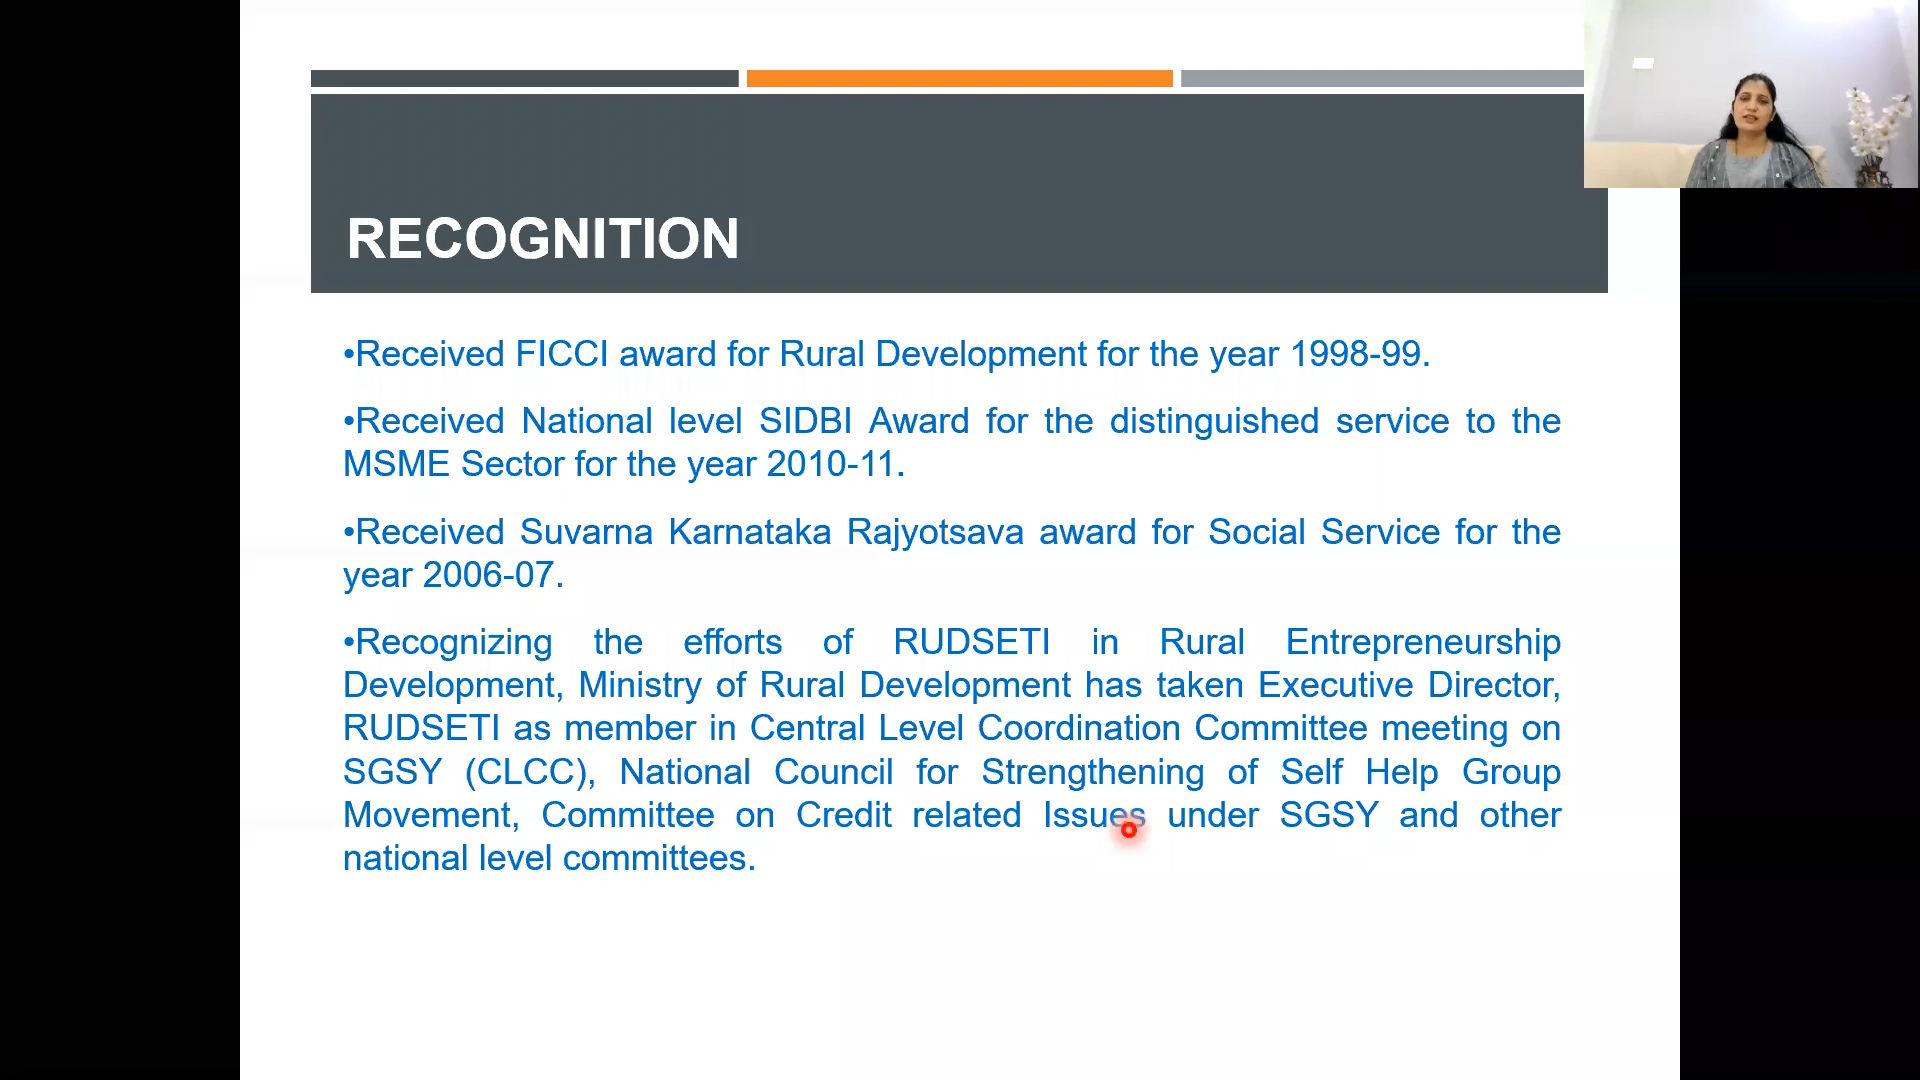 RECOGNITION
•Received FICCI award for Rural Development for the year 1998-99.
•Received National level SIDBI Award for the distinguished service to the
MSME Sector for the year 2010-11.
•Received Suvarna Karnataka Rajyotsava award for Social Service for the
year 2006-07.
•Recognizing the efforts of RUDSETI in Rural Entrepreneurship
Development, Ministry of Rural Development has taken Executive Director,
RUDSETI as member in Central Level Coordination Committee meeting on
SGSY (CLCC), National Council for Strengthening of Self Help Group
Movement, Committee on Credit related Issues under SGSY and other
national level committees.